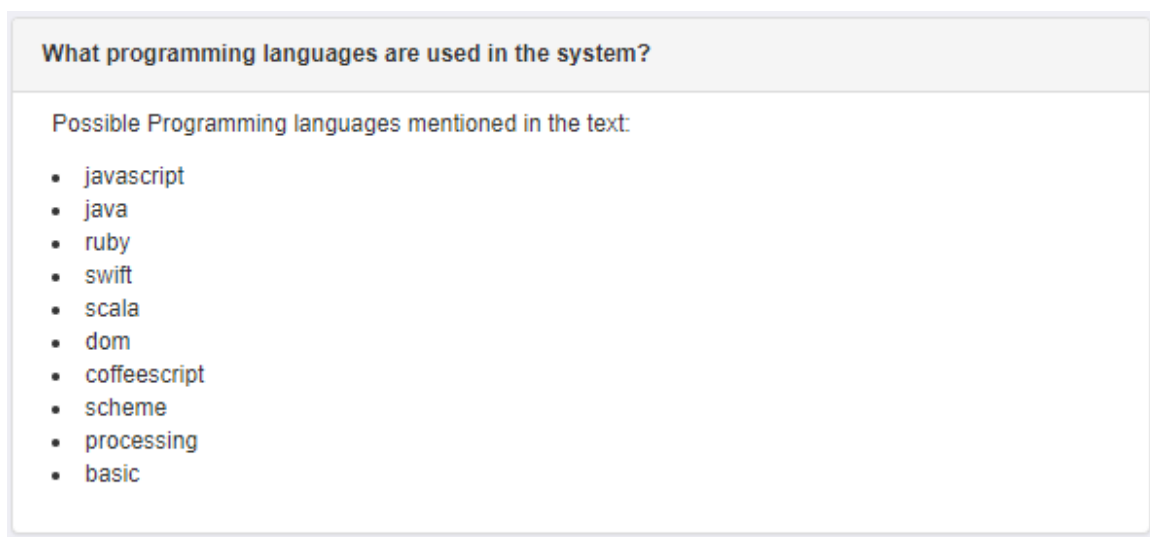 What programming languages are used in the system?
Possible Programming languages mentioned in the text:
• javascript
• java
• ruby
• swift
• scala
• dom
• coffeescript
• scheme
• processing
• basic